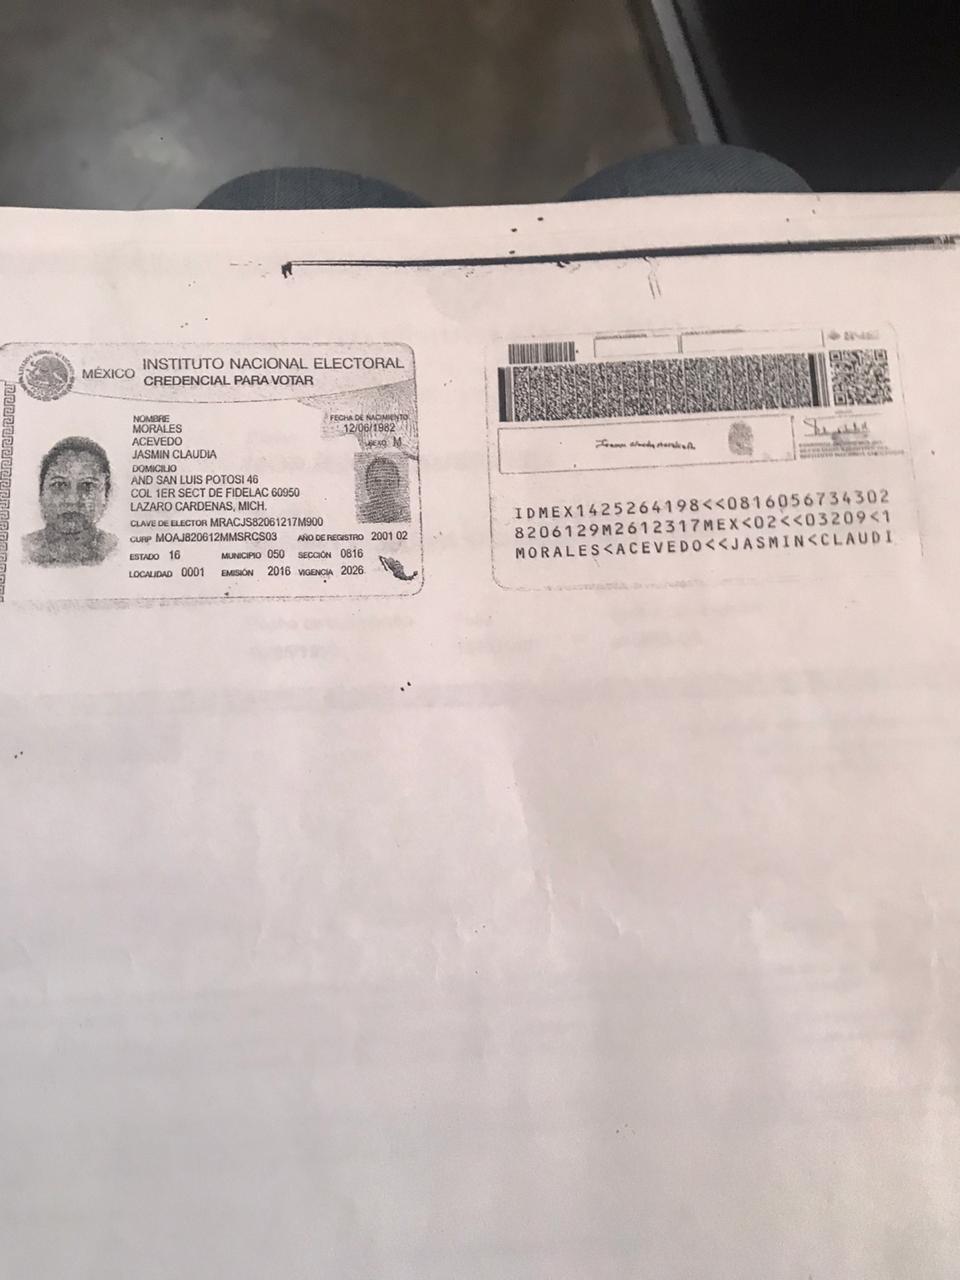 MÉXICO
INSTITUTO NACIONAL ELECTORAL
CREDENCIAL PARA VOTAR
NOMBRE
MORALES
ACEVEDO
JASMIN CLAUDIA
FECHA DE NACIMIENTO
12/06/1982
SEXO M
DOMICILIO
AND SAN LUIS POTOSI 46
COL 1ER SECT DE FIDELAC 60950
LAZARO CARDENAS, MICH.
CLAVE DE ELECTOR MRACJS82061217M900
CURP MOAJ820612MMSRCS03 AÑO DE REGISTRO 2001 02
ESTADO 16 MUNICIPIO 050 SECCIÓN 0816
LOCALIDAD 0001 EMISIÓN 2016 VIGENCIA 2026
IDMEX1425264198<<0816056734302
8206129M2612317MEX<02<<03209<1
MORALES<ACEVEDO<<JASMIN<CLAUDI